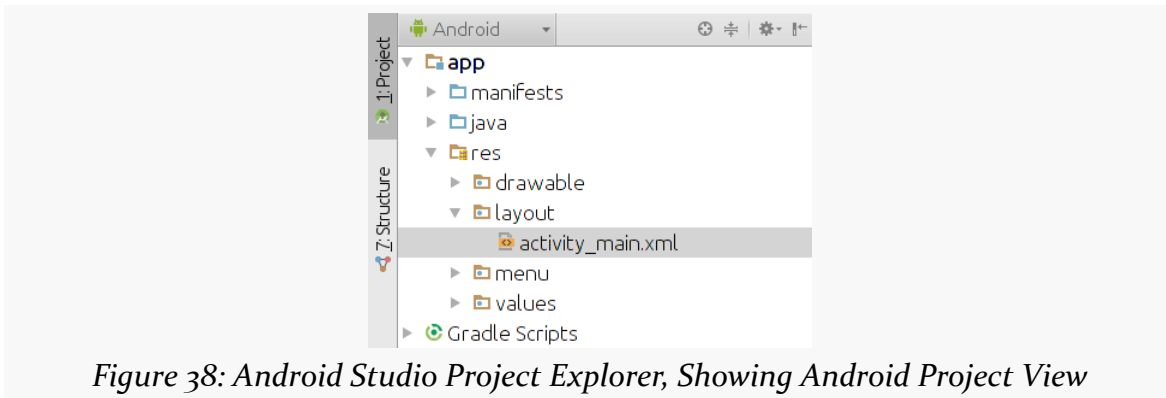 Android
1: Project
app
manifests
java
res
drawable
7: Structure
layout
activity_main.xml
menu
values
Gradle Scripts
Figure 38: Android Studio Project Explorer, Showing Android Project View